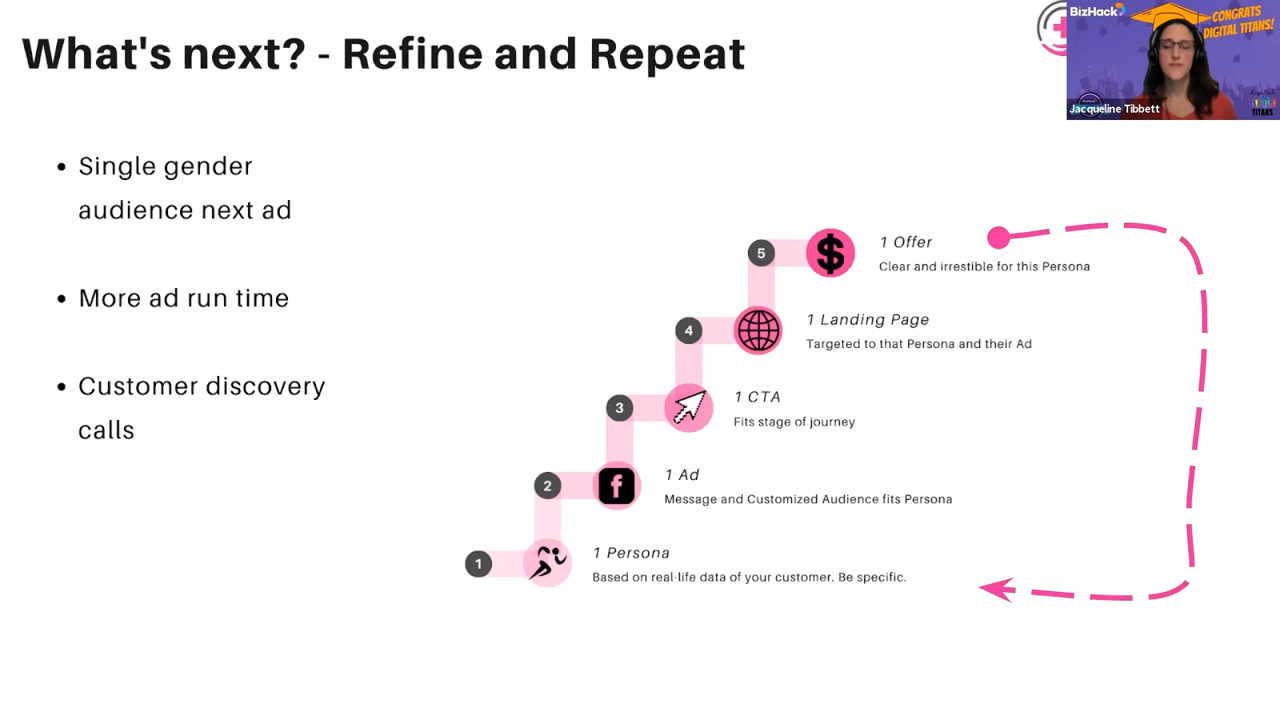 What's next? - Refine and Repeat
BizHack
CONGRATS
DIGITAL TITANS!
Jacqueline Tibbett
TITANS
Single gender
audience next ad
More ad run time
Customer discovery
calls
5
$
1 Offer
Clear and irrestible for this Persona
4
1 Landing Page
Targeted to that Persona and their Ad
3
1 CTA
Fits stage of journey
2
f
1 Ad
Message and Customized Audience fits Persona
1
1 Persona
Based on real-life data of your customer. Be specific.